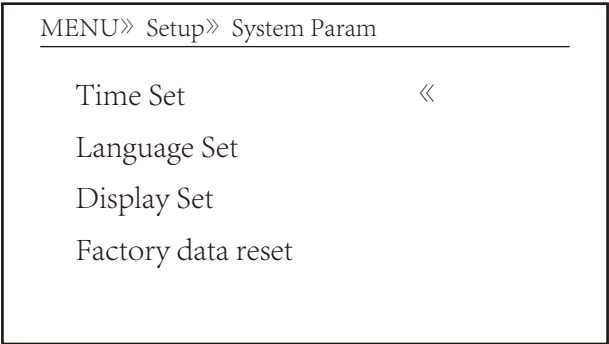 MENU» Setup» System Param
Time Set «
Language Set
Display Set
Factory data reset